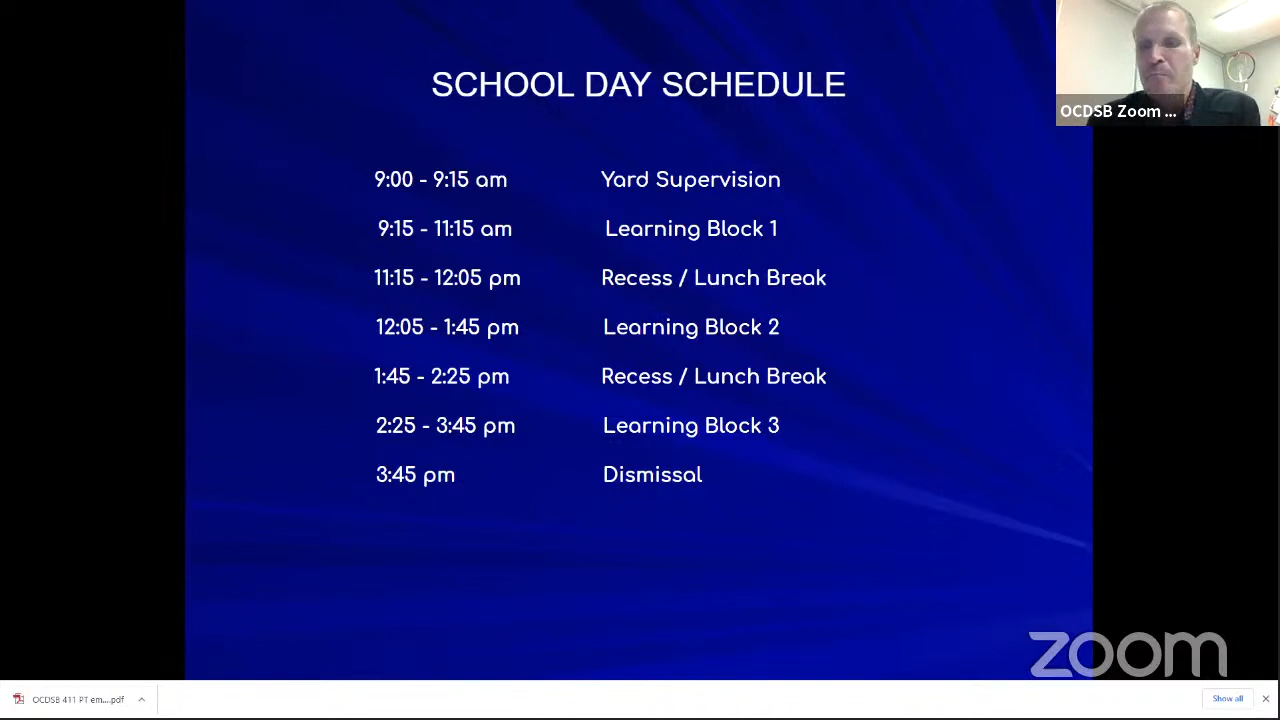 SCHOOL DAY SCHEDULE
OCDSB Zoom ...
9:00 - 9:15 am Yard Supervision
9:15 - 11:15 am Learning Block 1
11:15 - 12:05 pm Recess / Lunch Break
12:05 - 1:45 pm Learning Block 2
1:45 - 2:25 pm Recess / Lunch Break
2:25 - 3:45 pm Learning Block 3
3:45 pm Dismissal
zoom
OCDSB 411 PT em....pdf
Show all